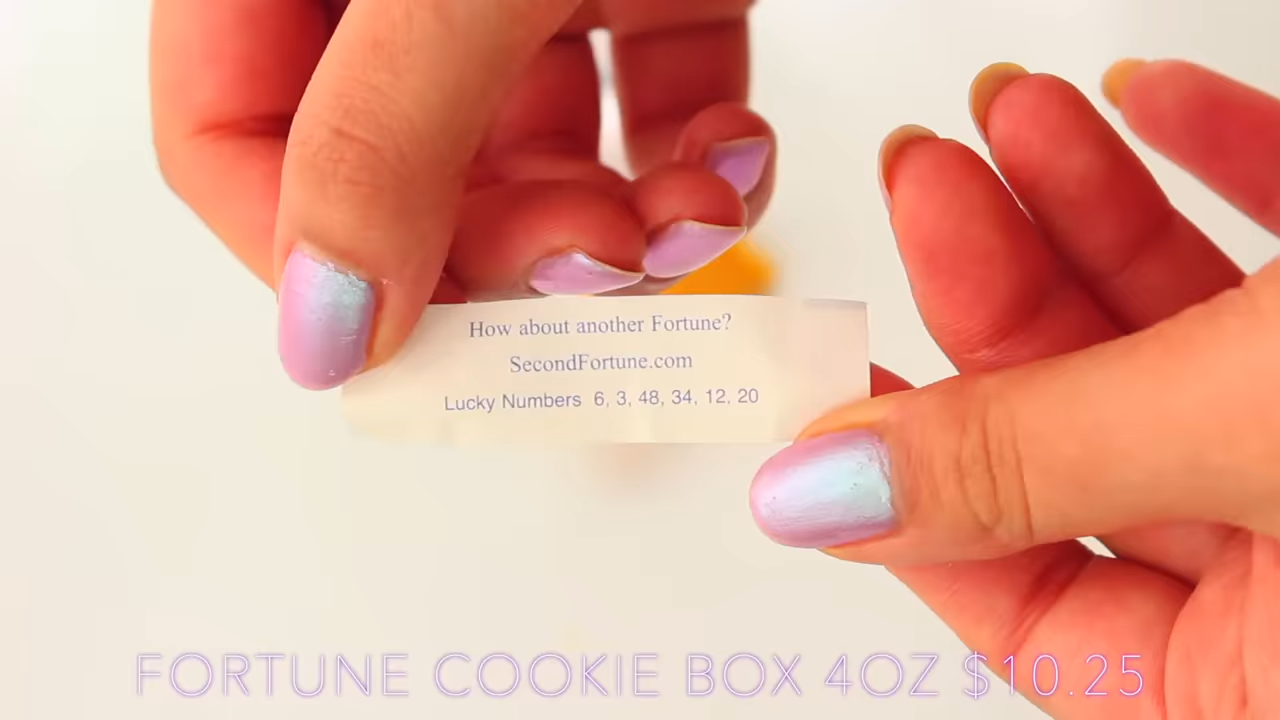 How about another Fortune?
SecondFortune.com
Lucky Numbers 6, 3, 48, 34, 12, 20
FORTUNE COOKIE BOX 4OZ $10.25